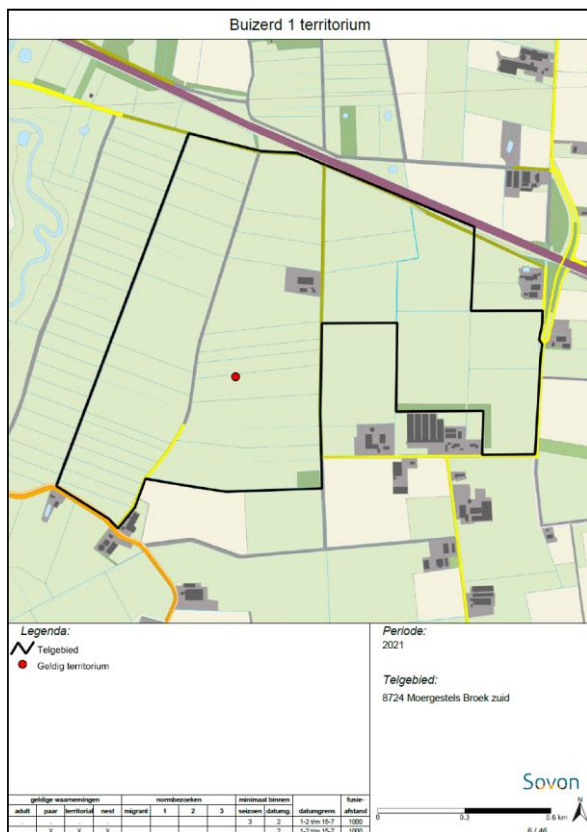 Buizerd 1 territorium
Legenda:
Telgebied
Geldig territorium
Periode:
2021
Telgebied:
8724 Moergestels Broek zuid
Sovon
N
0 0.3 0.6 km
geldige waarnemingen normbezoeken minimaal binnen fusie-
adult paar territoriaal nest migrant 1 2 3 seizoen datumg. datumgrens afstand
. . . . 3 2 1-2 t/m 15-7 1000
. X X X . 2 1-2 t/m 15-7 1000
6 / 46